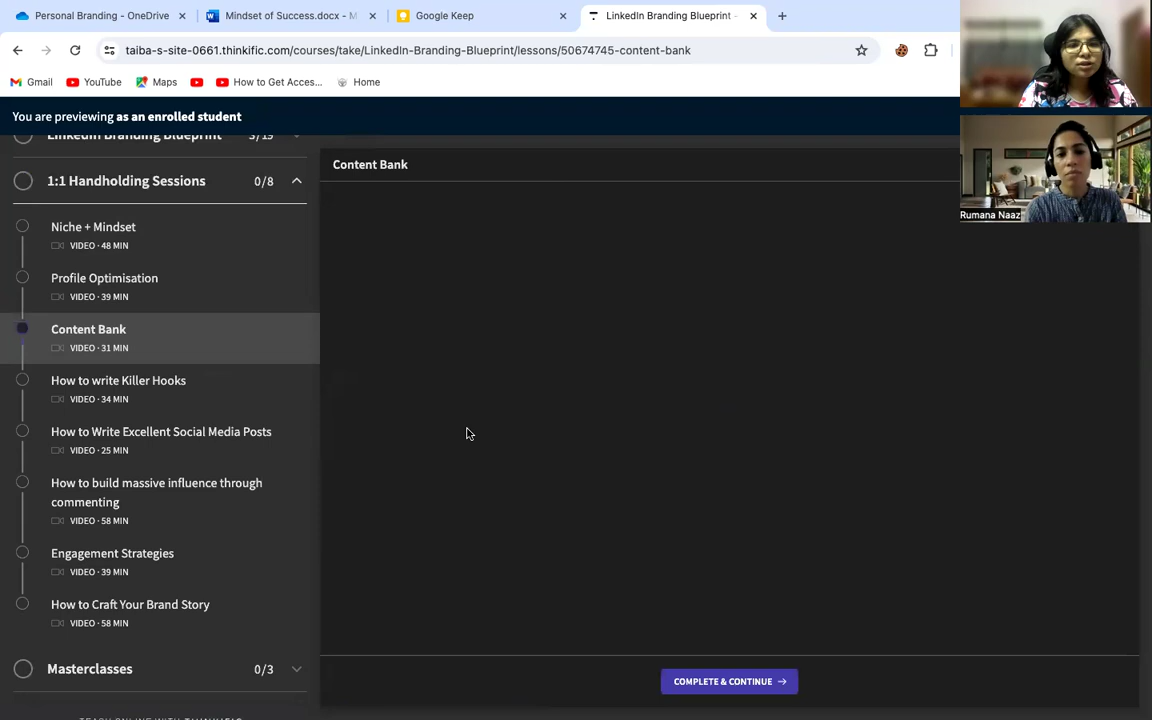 Personal Branding - OneDrive
Mindset of Success.docx - M
Google Keep
LinkedIn Branding Blueprint -
taiba-s-site-0661.thinkific.com/courses/take/LinkedIn-Branding-Blueprint/lessons/50674745-content-bank
Gmail
YouTube
Maps
How to Get Acces...
Home
You are previewing as an enrolled student
LinkedIn Branding Blueprint 3/19
Content Bank
1:1 Handholding Sessions 0/8
Rumana Naaz
Niche + Mindset
VIDEO · 48 MIN
Profile Optimisation
VIDEO · 39 MIN
Content Bank
VIDEO · 31 MIN
How to write Killer Hooks
VIDEO · 34 MIN
How to Write Excellent Social Media Posts
VIDEO · 25 MIN
How to build massive influence through
commenting
VIDEO · 58 MIN
Engagement Strategies
VIDEO · 39 MIN
How to Craft Your Brand Story
VIDEO · 58 MIN
Masterclasses 0/3
COMPLETE & CONTINUE →
TEACH ONLINE WITH THINKIFIC